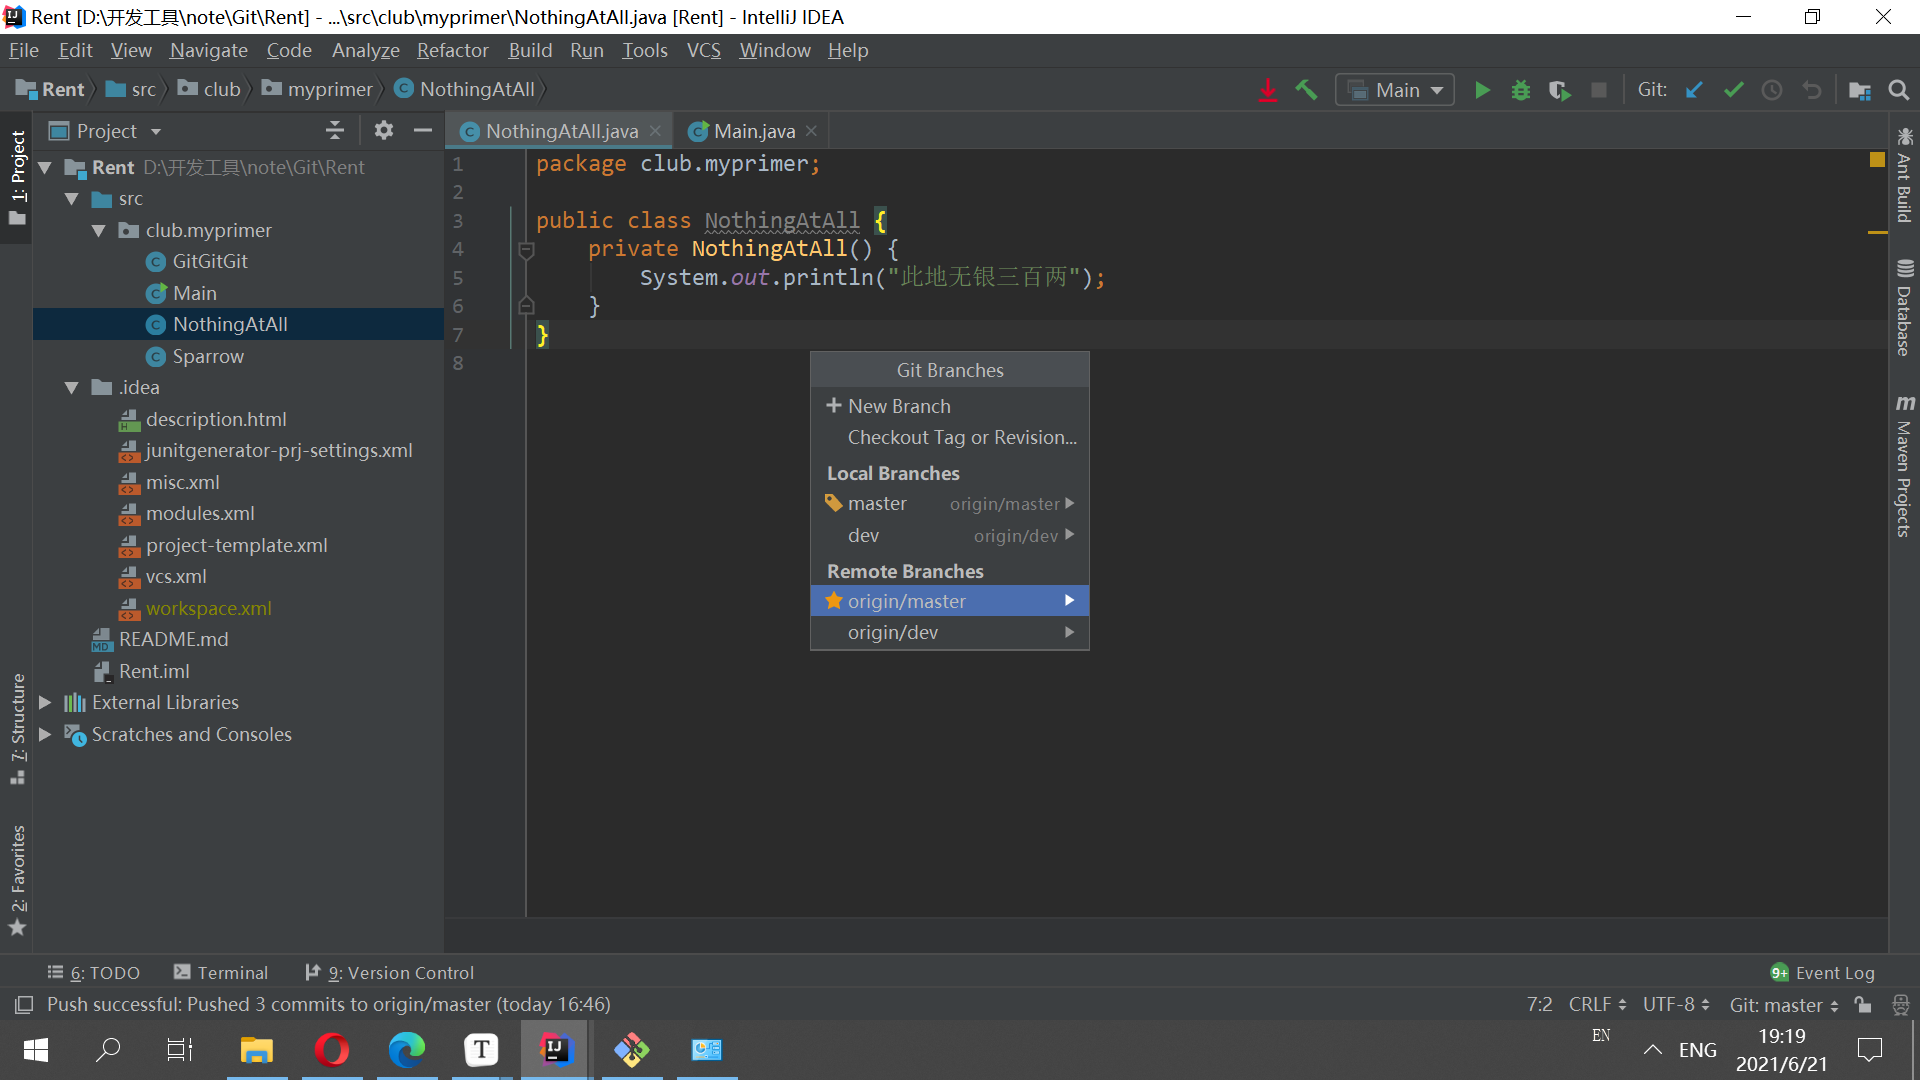 Rent [D:\开发工具\note\Git\Rent] - ...\src\club\myprimer\NothingAtAll.java [Rent] - IntelliJ IDEA
File Edit View Navigate Code Analyze Refactor Build Run Tools VCS Window Help
Rent src club myprimer NothingAtAll Main Git:
Project
NothingAtAll.java Main.java
1: Project
7: Structure
2: Favorites
Rent D:\开发工具\note\Git\Rent
src
club.myprimer
GitGitGit
Main
NothingAtAll
Sparrow
.idea
description.html
junitgenerator-prj-settings.xml
misc.xml
modules.xml
project-template.xml
vcs.xml
workspace.xml
README.md
Rent.iml
External Libraries
Scratches and Consoles
1 package club.myprimer;
2
3 public class NothingAtAll {
4 private NothingAtAll() {
5 System.out.println("此地无银三百两");
6 }
7 }
8
Git Branches
New Branch
Checkout Tag or Revision...
Local Branches
master origin/master
dev origin/dev
Remote Branches
origin/master
origin/dev
Ant Build
Database
m Maven Projects
6: TODO Terminal 9: Version Control 9+ Event Log
Push successful: Pushed 3 commits to origin/master (today 16:46) 7:2 CRLF UTF-8 Git: master
EN
ENG
19:19
2021/6/21